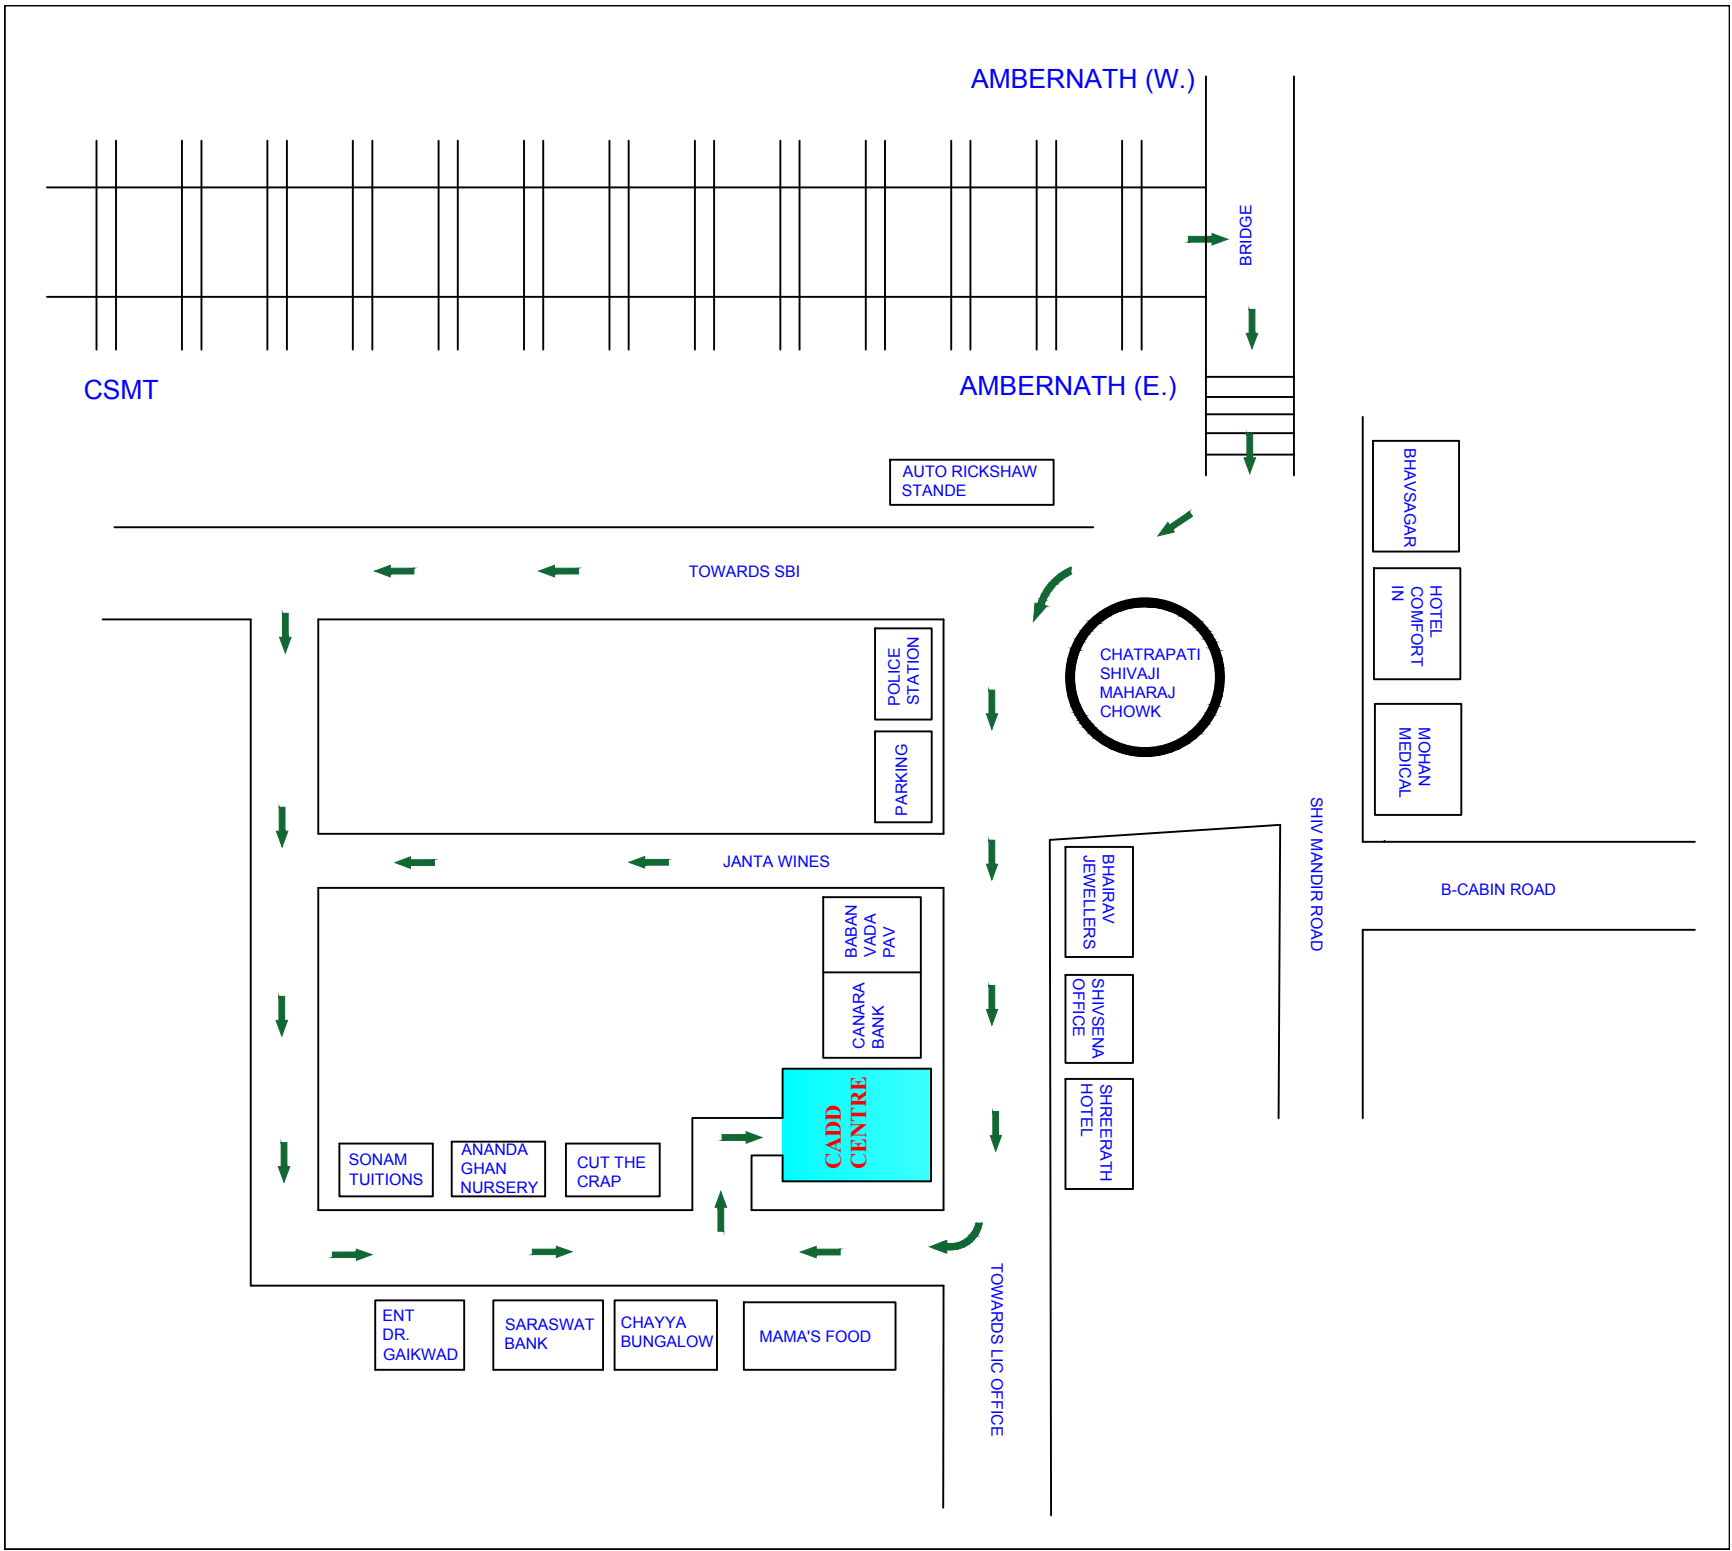 AMBERNATH (W.)
BRIDGE
CSMT
AMBERNATH (E.)
AUTO RICKSHAW
STANDE
BHAVSAGAR
TOWARDS SBI
HOTEL
COMFORT
IN
POLICE
STATION
CHATRAPATI
SHIVAJI
MAHARAJ
CHOWK
PARKING
MOHAN
MEDICAL
SHIV MANDIR ROAD
JANTA WINES
B-CABIN ROAD
BHAIRAV
JEWELLERS
BABAN
VADA
PAV
CANARA
BANK
SHIVSENA
OFFICE
CADD
CENTRE
SHREERATH
HOTEL
SONAM
TUITIONS
ANANDA
GHAN
NURSERY
CUT THE
CRAP
TOWARDS LIC OFFICE
ENT
DR.
GAIKWAD
SARASWAT
BANK
CHAYYA
BUNGALOW
MAMA'S FOOD